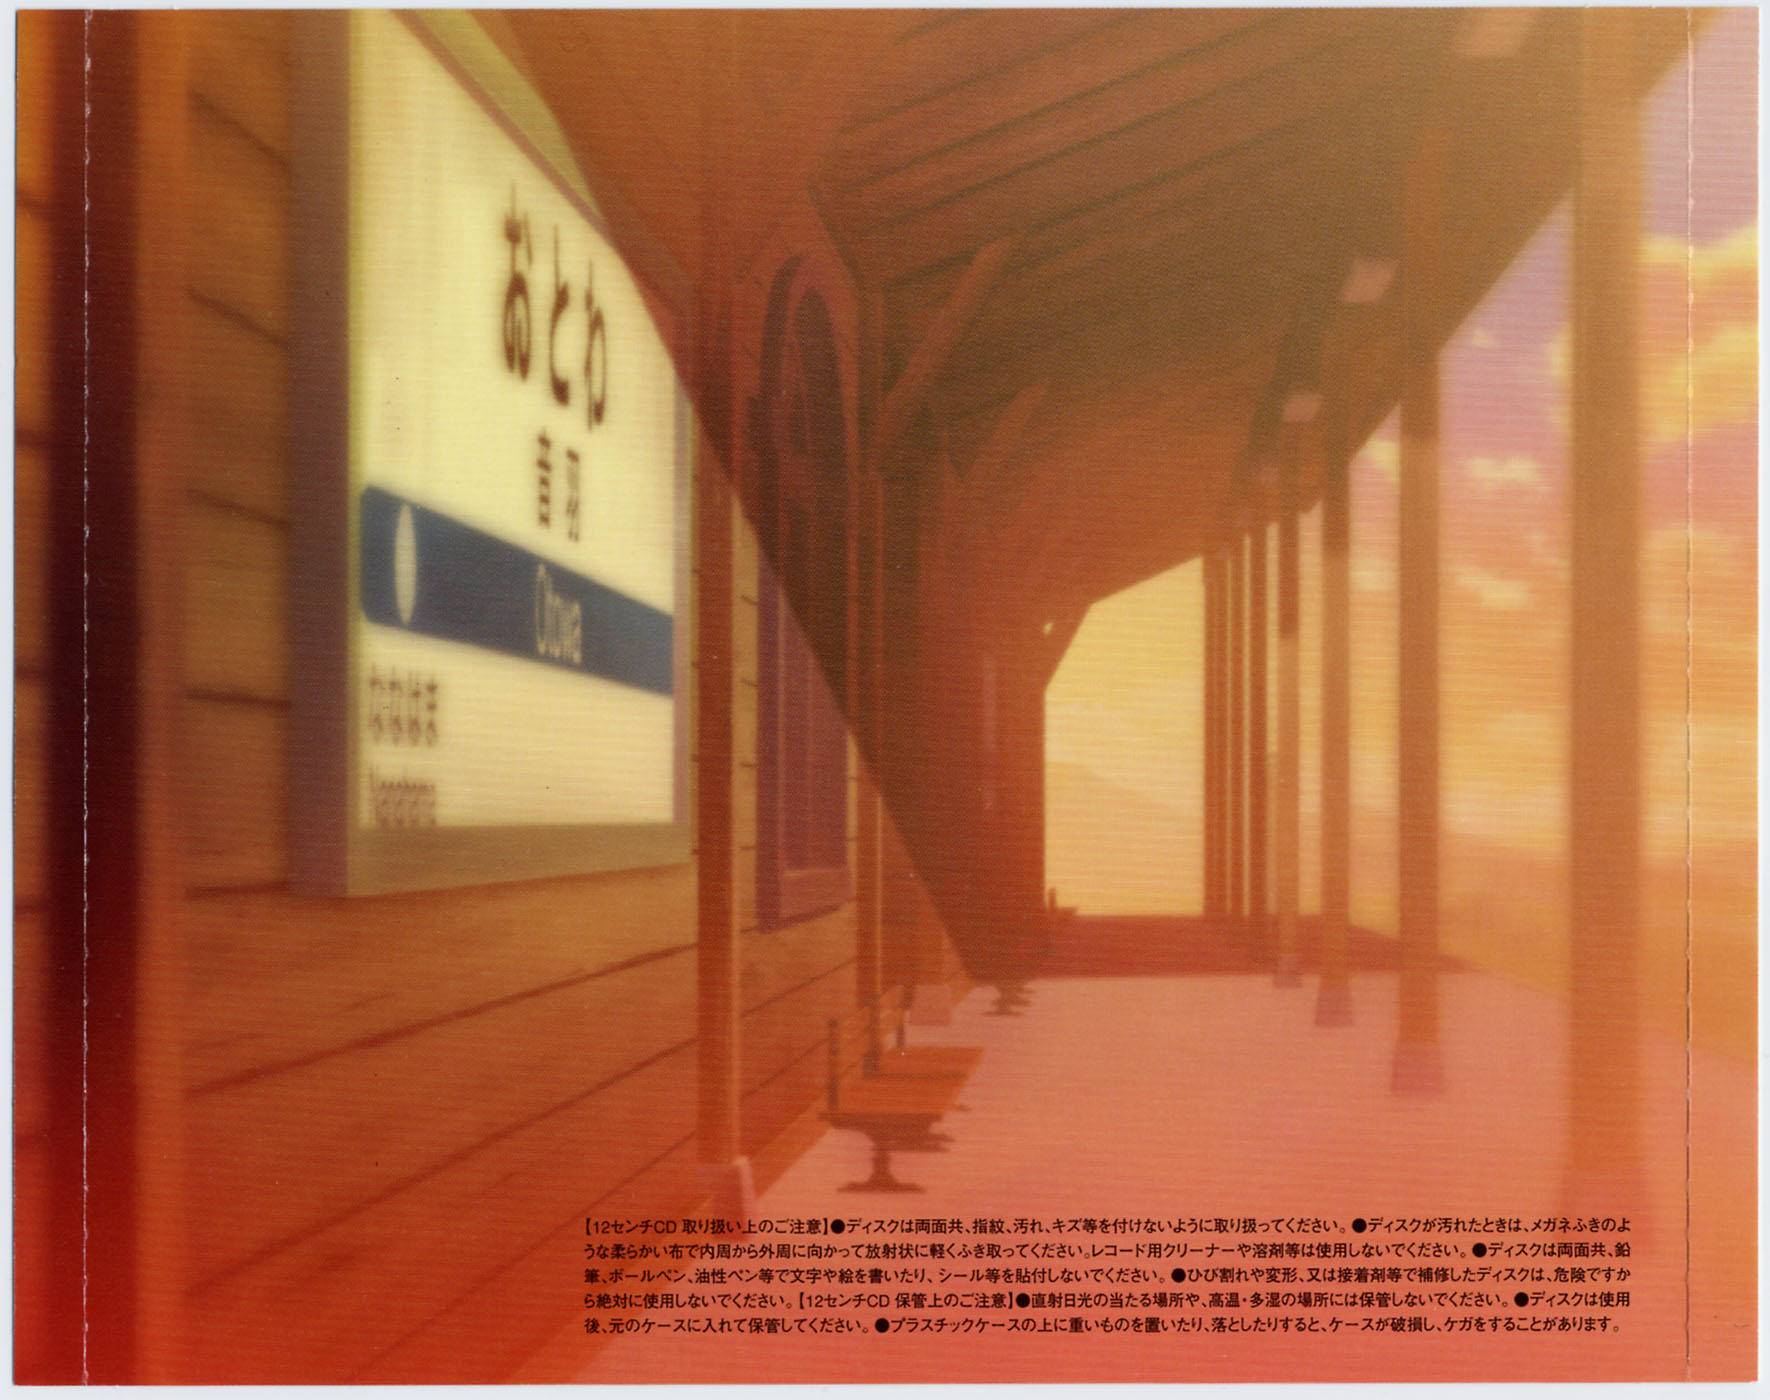 おとわ
音羽
Otowa
【12センチCD 取り扱い上のご注意】●ディスクは両面共、指紋、汚れ、キズ等を付けないように取り扱ってください。 ●ディスクが汚れたときは、メガネふきのよ
うな柔らかい布で内周から外周に向かって放射状に軽くふき取ってください。レコード用クリーナーや溶剤等は使用しないでください。 ●ディスクは両面共、鉛
筆、ボールペン、油性ペン等で文字や絵を書いたり、シール等を貼付しないでください。 ●ひび割れや変形、又は接着剤等で補修したディスクは、危険ですか
ら絶対に使用しないでください。【12センチCD 保管上のご注意】●直射日光の当たる場所や、高温・多湿の場所には保管しないでください。 ●ディスクは使用
後、元のケースに入れて保管してください。 ●プラスチックケースの上に重いものを置いたり、落としたりすると、ケースが破損し、ケガをすることがあります。